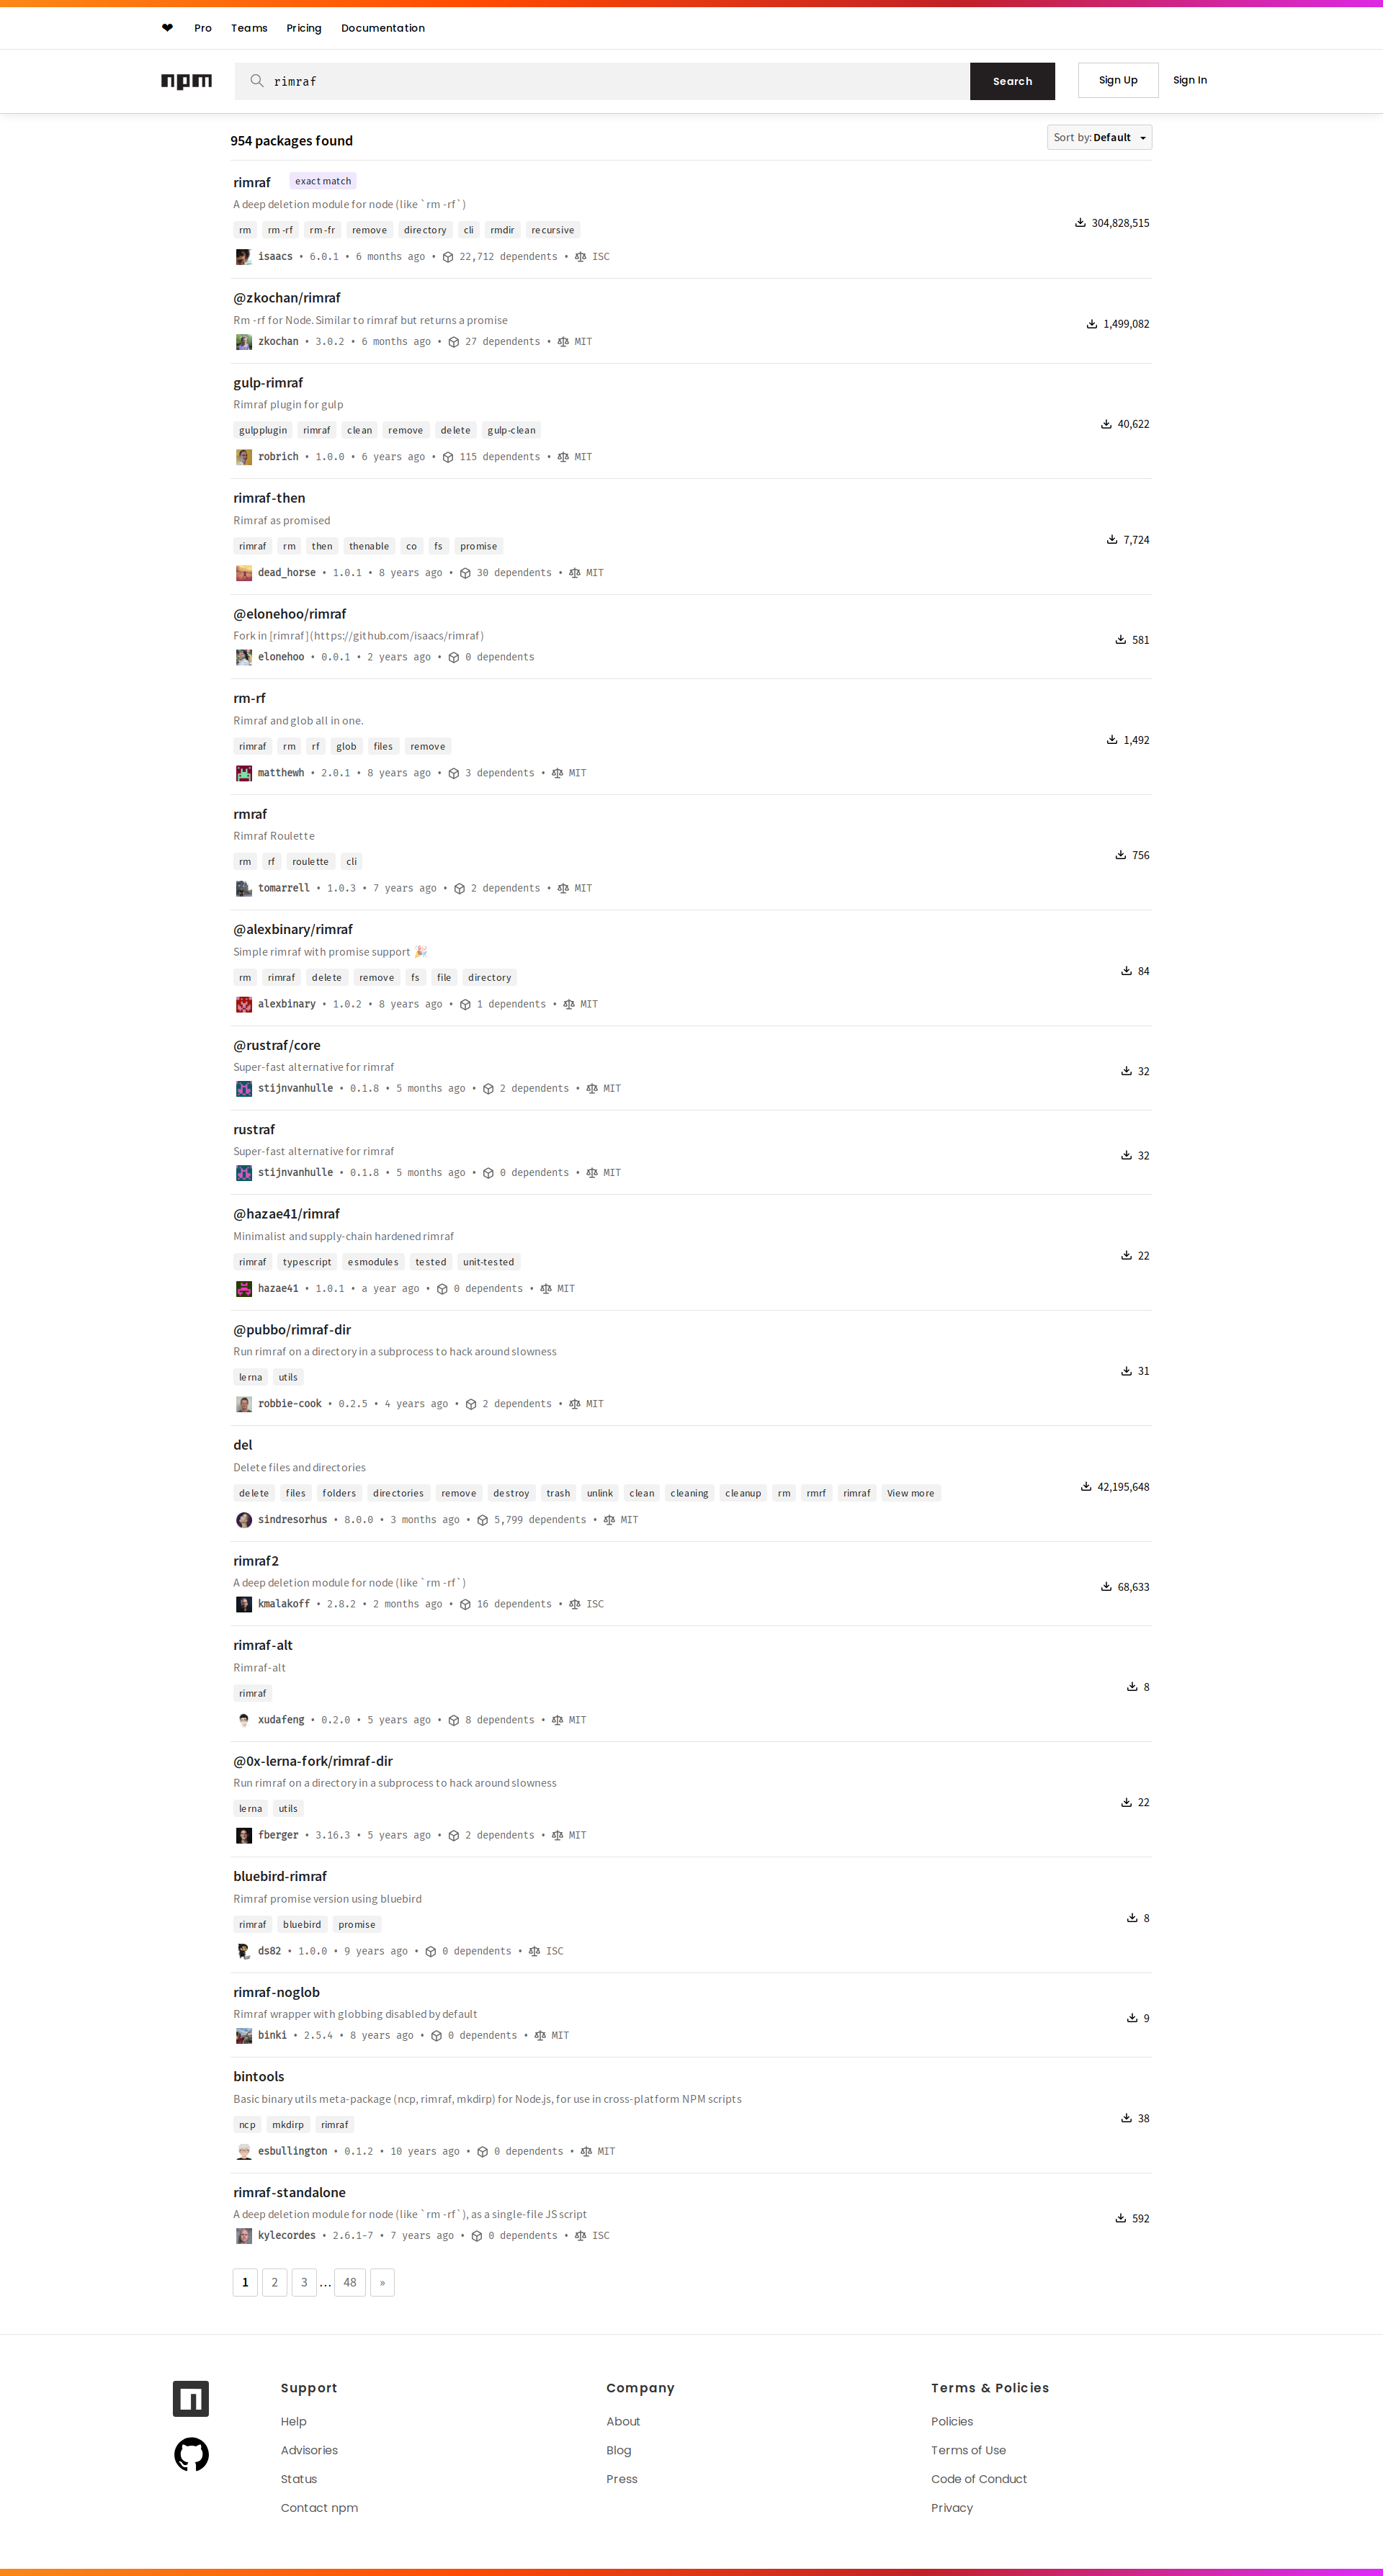 ❤
Pro Teams Pricing Documentation
npm rimraf Search Sign Up Sign In
954 packages found Sort by: Default
rimraf exact match
A deep deletion module for node (like `rm -rf`)
rm rm -rf rm -fr remove directory cli rmdir recursive
304,828,515
isaacs • 6.0.1 • 6 months ago • 22,712 dependents • ISC
@zkochan/rimraf
Rm -rf for Node. Similar to rimraf but returns a promise
1,499,082
zkochan • 3.0.2 • 6 months ago • 27 dependents • MIT
gulp-rimraf
Rimraf plugin for gulp
gulpplugin rimraf clean remove delete gulp-clean
40,622
robrich • 1.0.0 • 6 years ago • 115 dependents • MIT
rimraf-then
Rimraf as promised
rimraf rm then thenable co fs promise
7,724
dead_horse • 1.0.1 • 8 years ago • 30 dependents • MIT
@elonehoo/rimraf
Fork in [rimraf](https://github.com/isaacs/rimraf)
581
elonehoo • 0.0.1 • 2 years ago • 0 dependents
rm-rf
Rimraf and glob all in one.
rimraf rm rf glob files remove
1,492
matthewh • 2.0.1 • 8 years ago • 3 dependents • MIT
rmraf
Rimraf Roulette
rm rf roulette cli
756
tomarrell • 1.0.3 • 7 years ago • 2 dependents • MIT
@alexbinary/rimraf
Simple rimraf with promise support 🎉
rm rimraf delete remove fs file directory
84
alexbinary • 1.0.2 • 8 years ago • 1 dependents • MIT
@rustraf/core
Super-fast alternative for rimraf
32
stijnvanhulle • 0.1.8 • 5 months ago • 2 dependents • MIT
rustraf
Super-fast alternative for rimraf
32
stijnvanhulle • 0.1.8 • 5 months ago • 0 dependents • MIT
@hazae41/rimraf
Minimalist and supply-chain hardened rimraf
rimraf typescript esmodules tested unit-tested
22
hazae41 • 1.0.1 • a year ago • 0 dependents • MIT
@pubbo/rimraf-dir
Run rimraf on a directory in a subprocess to hack around slowness
lerna utils
31
robbie-cook • 0.2.5 • 4 years ago • 2 dependents • MIT
del
Delete files and directories
delete files folders directories remove destroy trash unlink clean cleaning cleanup rm rmrf rimraf View more
42,195,648
sindresorhus • 8.0.0 • 3 months ago • 5,799 dependents • MIT
rimraf2
A deep deletion module for node (like `rm -rf`)
68,633
kmalakoff • 2.8.2 • 2 months ago • 16 dependents • ISC
rimraf-alt
Rimraf-alt
rimraf
8
xudafeng • 0.2.0 • 5 years ago • 8 dependents • MIT
@0x-lerna-fork/rimraf-dir
Run rimraf on a directory in a subprocess to hack around slowness
lerna utils
22
fberger • 3.16.3 • 5 years ago • 2 dependents • MIT
bluebird-rimraf
Rimraf promise version using bluebird
rimraf bluebird promise
8
ds82 • 1.0.0 • 9 years ago • 0 dependents • ISC
rimraf-noglob
Rimraf wrapper with globbing disabled by default
9
binki • 2.5.4 • 8 years ago • 0 dependents • MIT
bintools
Basic binary utils meta-package (ncp, rimraf, mkdirp) for Node.js, for use in cross-platform NPM scripts
ncp mkdirp rimraf
38
esbullington • 0.1.2 • 10 years ago • 0 dependents • MIT
rimraf-standalone
A deep deletion module for node (like `rm -rf`), as a single-file JS script
592
kylecordes • 2.6.1-7 • 7 years ago • 0 dependents • ISC
1 2 3 … 48 »
Support
Help
Advisories
Status
Contact npm
Company
About
Blog
Press
Terms & Policies
Policies
Terms of Use
Code of Conduct
Privacy